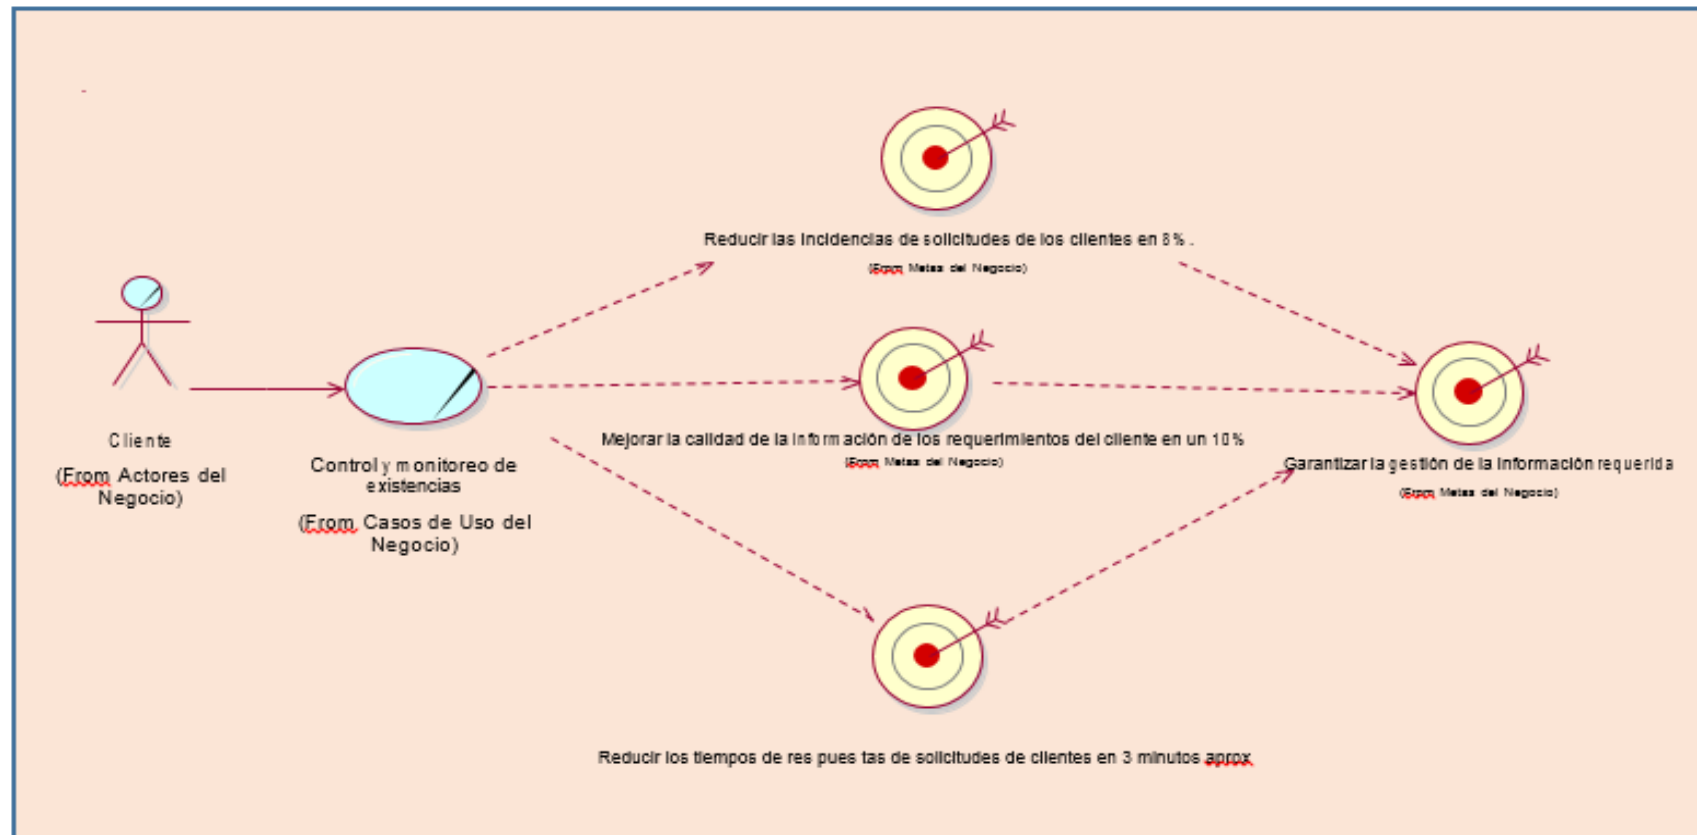 Reducir las incidencias de solicitudes de los clientes en 8% .
(From Metas del Negocio)
Cliente
(From Actores del
Negocio)
Control y monitoreo de
existencias
(From Casos de Uso del
Negocio)
Mejorar la calidad de la información de los requerimientos del cliente en un 10%
(From Metas del Negocio)
Garantizar la gestión de la información requerida
(From Metas del Negocio)
Reducir los tiempos de respuestas de solicitudes de clientes en 3 minutos aprox